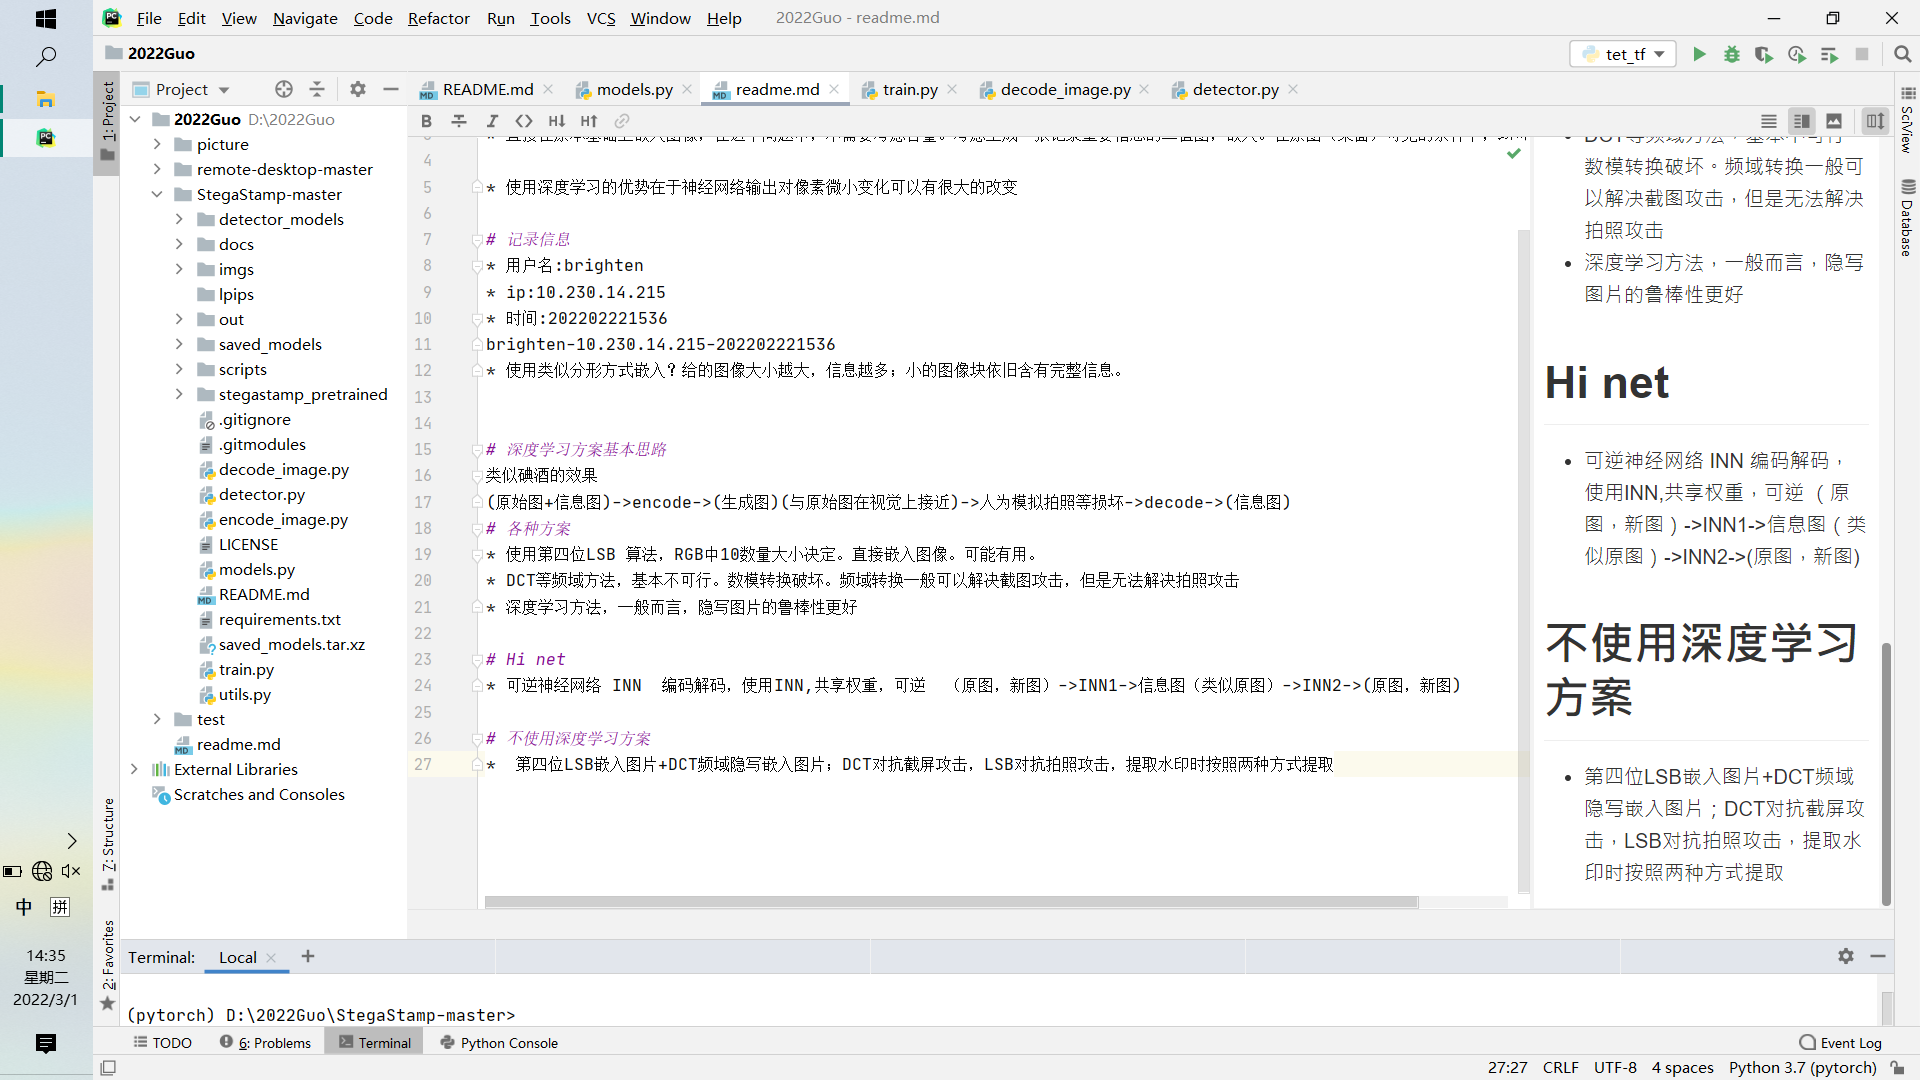 File Edit View Navigate Code Refactor Run Tools VCS Window Help 2022Guo - readme.md
2022Guo
tet_tf
1: Project
Project
README.md models.py readme.md train.py decode_image.py detector.py
2022Guo D:\2022Guo
picture
remote-desktop-master
StegaStamp-master
detector_models
docs
imgs
lpips
out
saved_models
scripts
stegastamp_pretrained
.gitignore
.gitmodules
decode_image.py
detector.py
encode_image.py
LICENSE
models.py
README.md
requirements.txt
saved_models.tar.xz
train.py
utils.py
test
readme.md
External Libraries
Scratches and Consoles
4
5 * 使用深度学习的优势在于神经网络输出对像素微小变化可以有很大的改变
6
7 # 记录信息
8 * 用户名:brighten
9 * ip:10.230.14.215
10 * 时间:202202221536
11 brighten-10.230.14.215-202202221536
12 * 使用类似分形方式嵌入？给的图像大小越大，信息越多；小的图像块依旧含有完整信息。
13
14
15 # 深度学习方案基本思路
16 类似碘酒的效果
17 (原始图+信息图)->encode->(生成图)(与原始图在视觉上接近)->人为模拟拍照等损坏->decode->(信息图)
18 # 各种方案
19 * 使用第四位LSB 算法，RGB中10数量大小决定。直接嵌入图像。可能有用。
20 * DCT等频域方法，基本不可行。数模转换破坏。频域转换一般可以解决截图攻击，但是无法解决拍照攻击
21 * 深度学习方法，一般而言，隐写图片的鲁棒性更好
22
23 # Hi net
24 * 可逆神经网络 INN 编码解码，使用INN,共享权重，可逆 （原图，新图）->INN1->信息图（类似原图）->INN2->(原图，新图)
25
26 # 不使用深度学习方案
27 * 第四位LSB嵌入图片+DCT频域隐写嵌入图片；DCT对抗截屏攻击，LSB对抗拍照攻击，提取水印时按照两种方式提取
数模转换破坏。频域转换一般可
以解决截图攻击，但是无法解决
拍照攻击
• 深度学习方法，一般而言，隐写
图片的鲁棒性更好
Hi net
• 可逆神经网络 INN 编码解码，
使用INN,共享权重，可逆 （原
图，新图）->INN1->信息图（类
似原图）->INN2->(原图，新图)
不使用深度学习
方案
• 第四位LSB嵌入图片+DCT频域
隐写嵌入图片；DCT对抗截屏攻
击，LSB对抗拍照攻击，提取水
印时按照两种方式提取
SciView
Database
7: Structure
2: Favorites
中 拼
14:35
星期二
2022/3/1
Terminal: Local
(pytorch) D:\2022Guo\StegaStamp-master>
TODO 6: Problems Terminal Python Console Event Log
27:27 CRLF UTF-8 4 spaces Python 3.7 (pytorch)